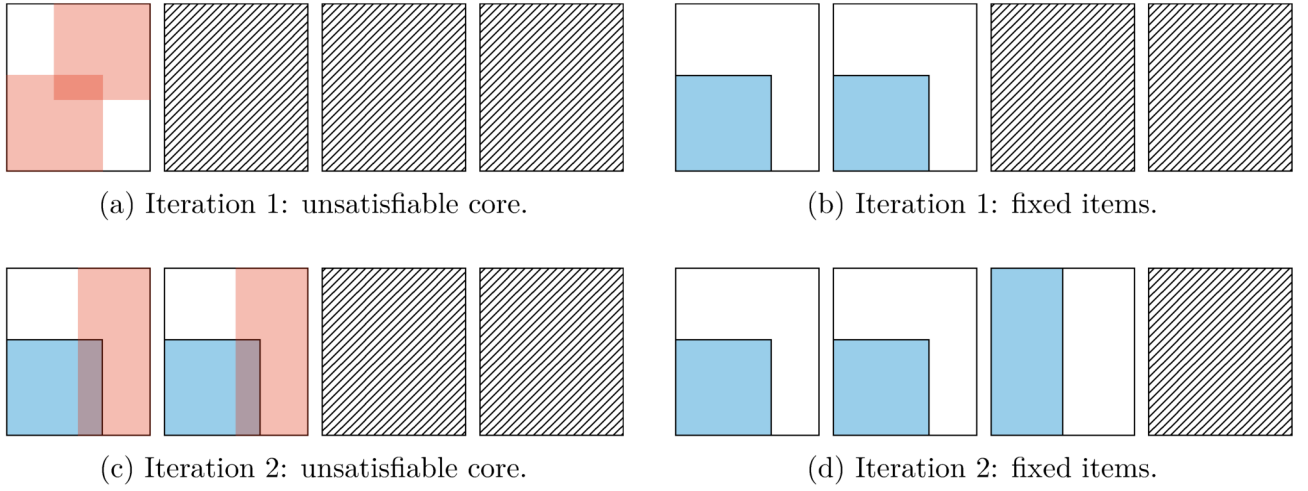 (a) Iteration 1: unsatisfiable core.
(b) Iteration 1: fixed items.
(c) Iteration 2: unsatisfiable core.
(d) Iteration 2: fixed items.